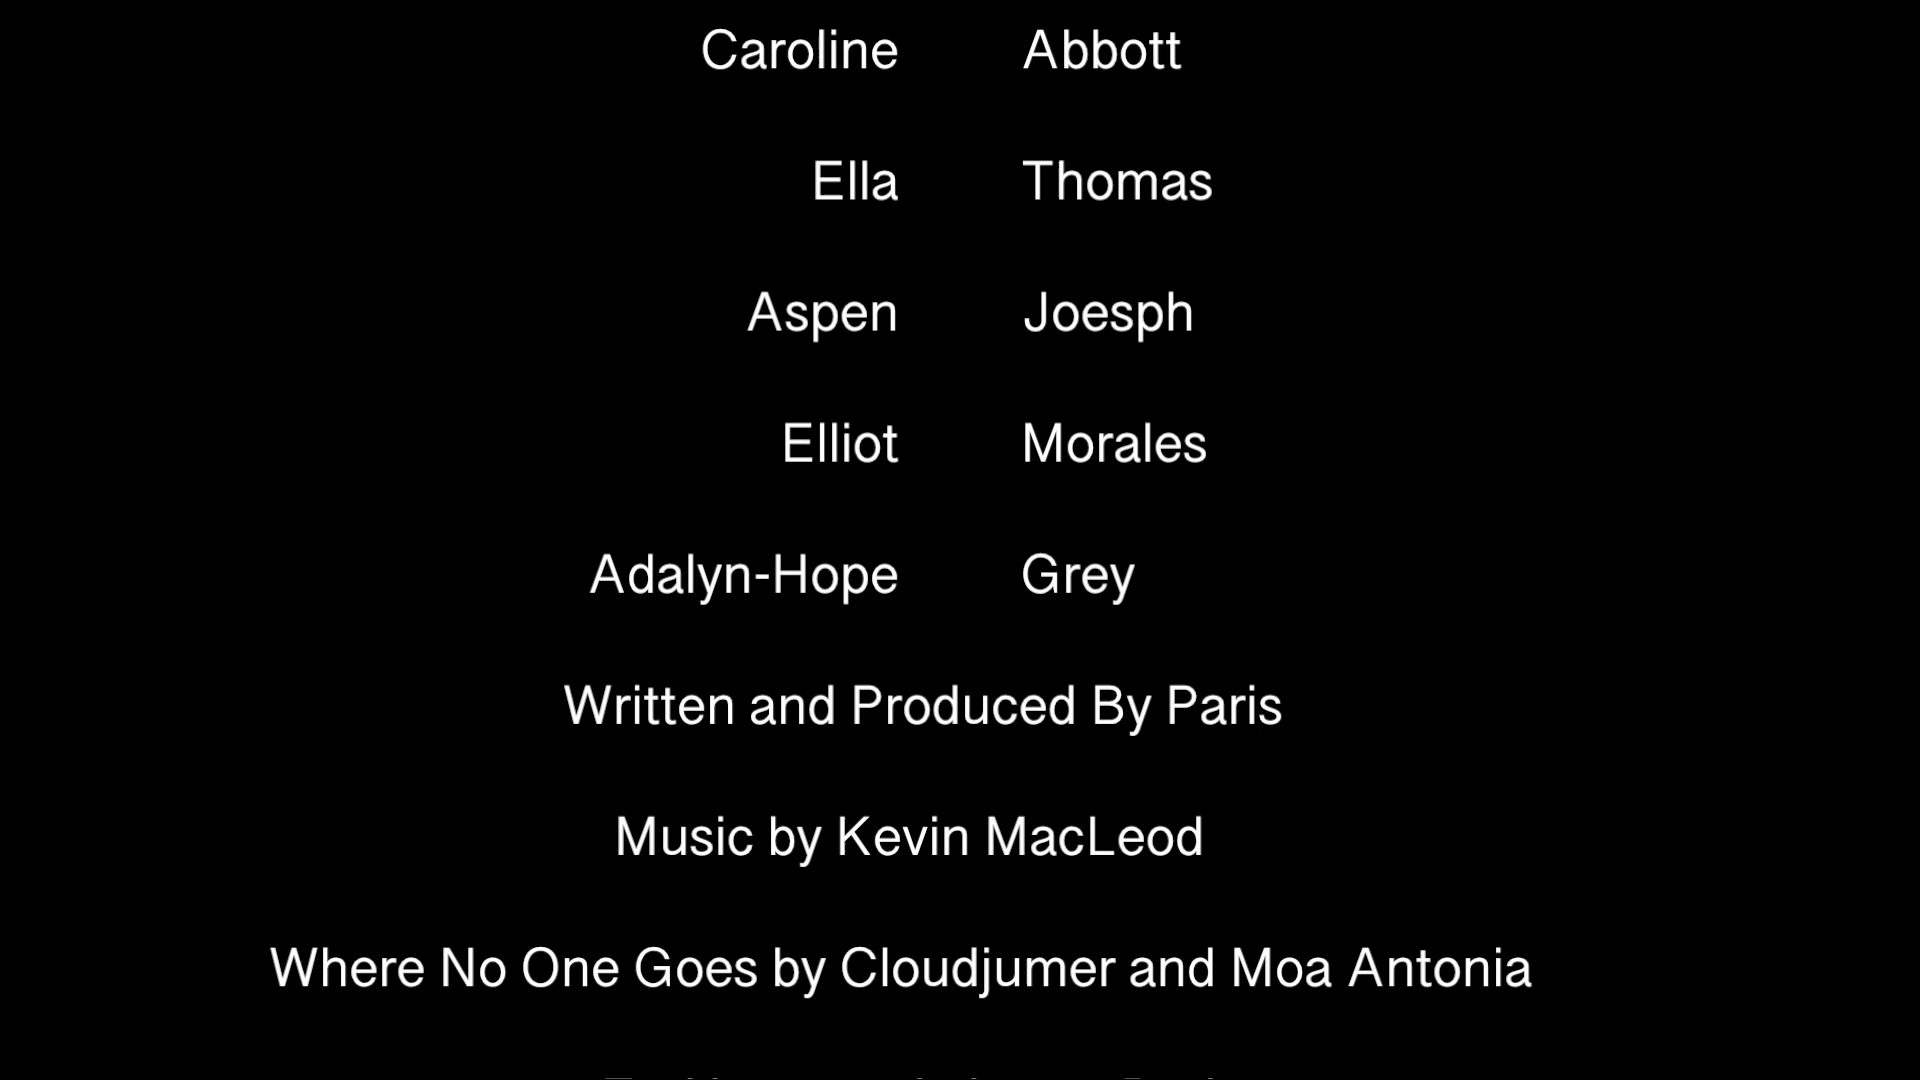 Caroline Abbott
Ella Thomas
Aspen Joesph
Elliot Morales
Adalyn-Hope Grey
Written and Produced By Paris
Music by Kevin MacLeod
Where No One Goes by Cloudjumer and Moa Antonia